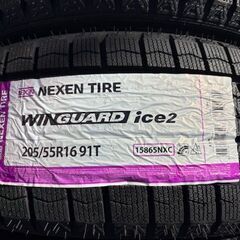 NEXEN TIRE
WINGUARD ice2
205/55R16 91T
15865NXC
NEXEN TIRE